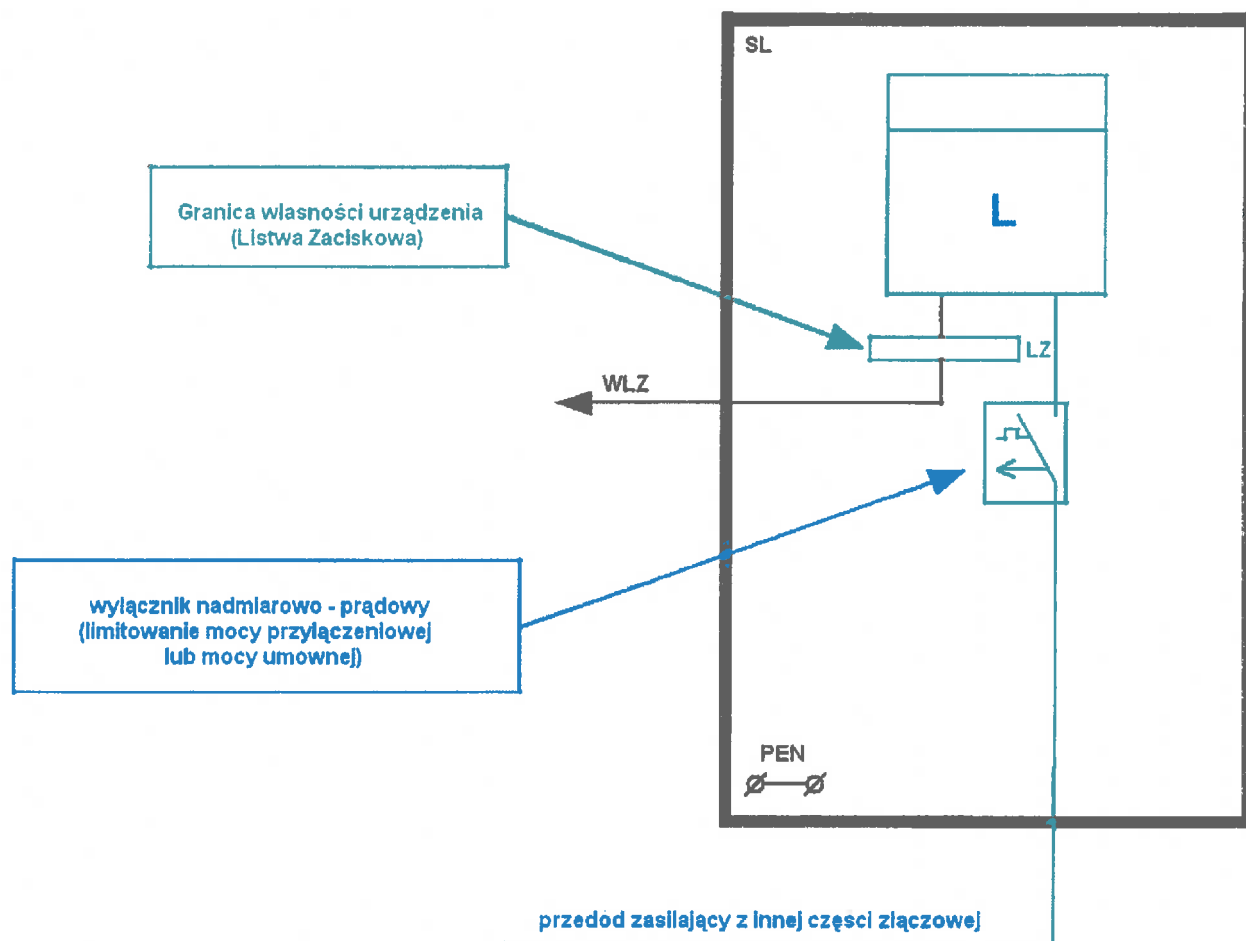 SL
Granica własności urządzenia
(Listwa Zaciskowa)
L
LZ
WLZ
wyłącznik nadmiarowo - prądowy
(limitowanie mocy przyłączeniowej
lub mocy umownej)
PEN
przedód zasilający z innej części złączowej